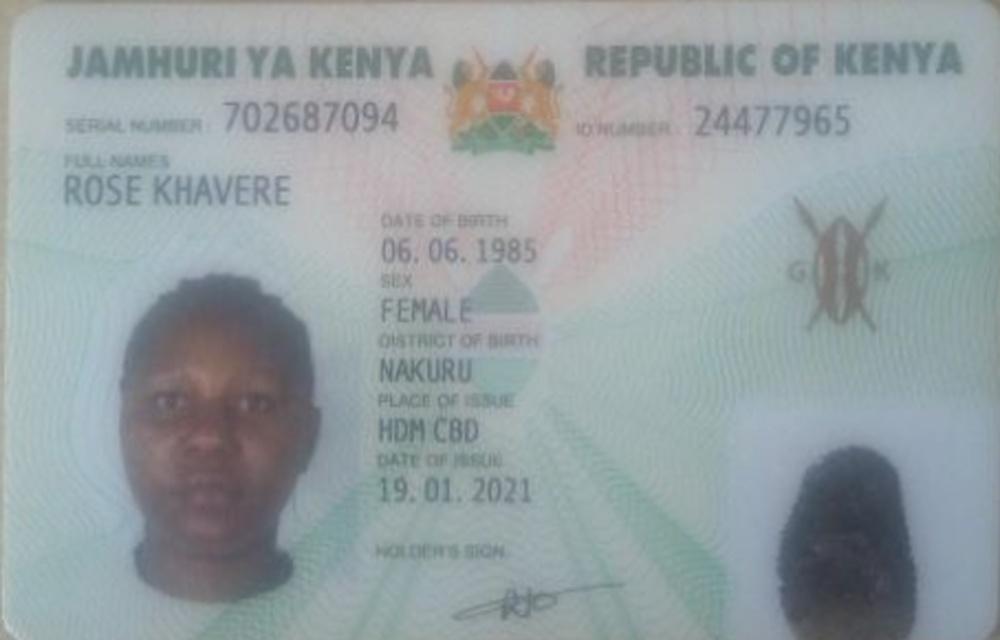 JAMHURI YA KENYA REPUBLIC OF KENYA
SERIAL NUMBER: 702687094 ID NUMBER: 24477965
FULL NAMES
ROSE KHAVERE
DATE OF BIRTH
06. 06. 1985
SEX
FEMALE
DISTRICT OF BIRTH
NAKURU
PLACE OF ISSUE
HDM CBD
DATE OF ISSUE
19. 01. 2021
HOLDER'S SIGN.
G K